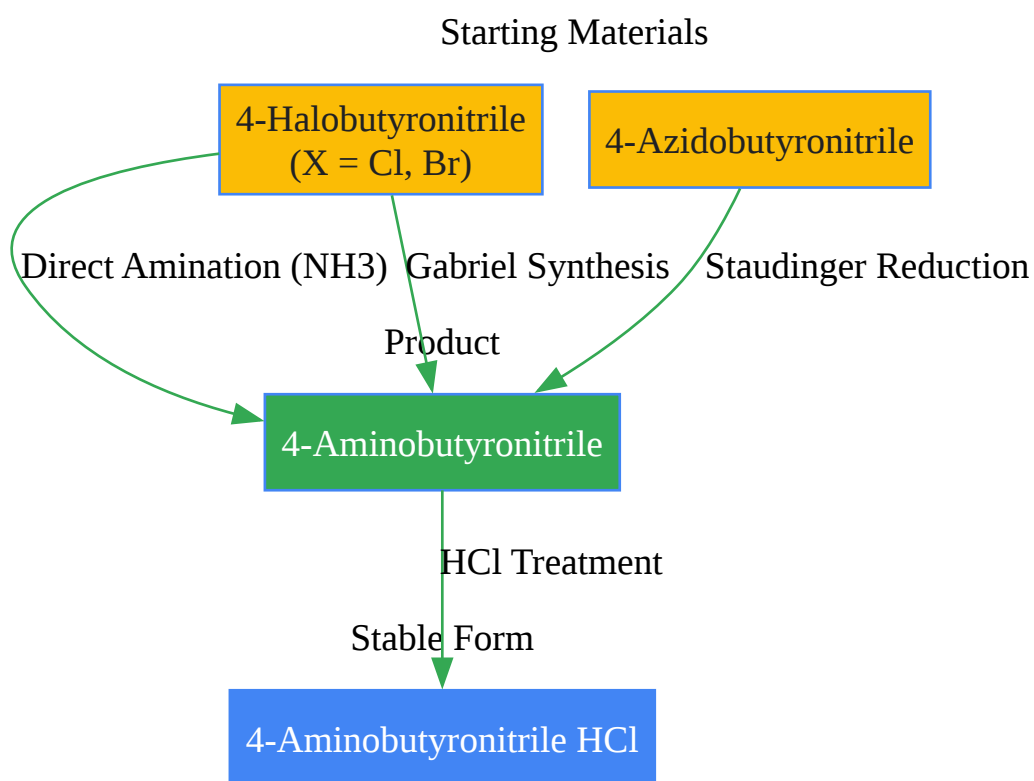 Starting Materials
4-Halobutyronitrile
(X = Cl, Br)
4-Azidobutyronitrile
Direct Amination (NH3)
Gabriel Synthesis
Staudinger Reduction
Product
4-Aminobutyronitrile
HCl Treatment
Stable Form
4-Aminobutyronitrile HCl